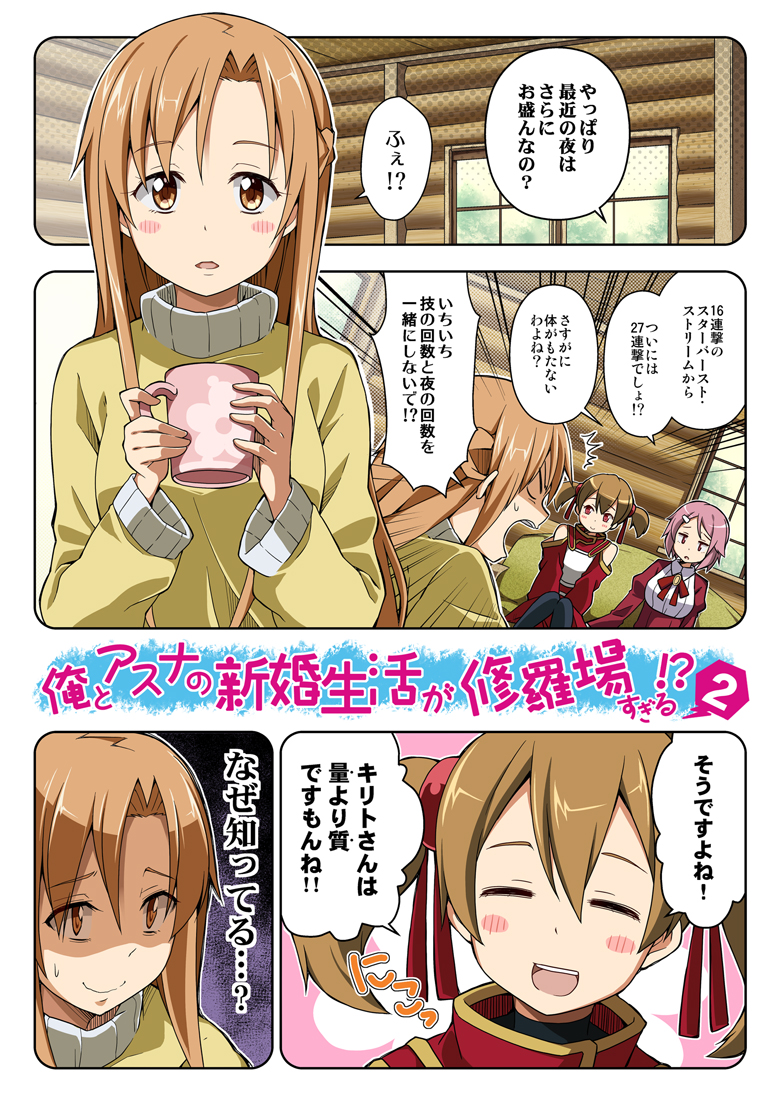 やっぱり
最近の夜は
さらに
お盛んなの?
ふぇ!?
16連撃の
スターバースト・
ストリームから
ついには
27連撃でしょ!?
さすがに
体がもたない
わよね?
いちいち
技の回数と夜の回数を
一緒にしないで!?
俺とアスナの新婚生活が修羅場すぎる!? 2
そうですよね!
キリトさんは
量より質
ですもんね!!
にこっ
なぜ知ってる…?